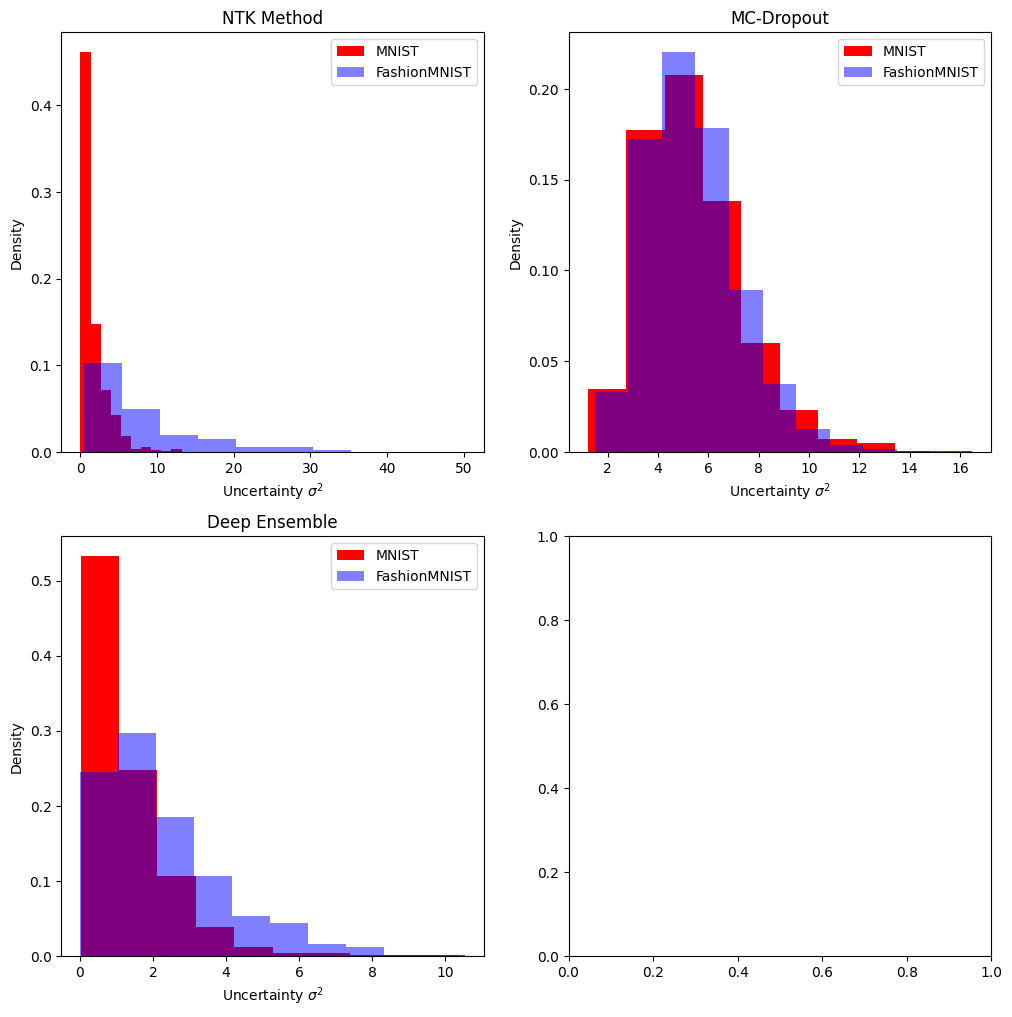 NTK Method
MNIST
FashionMNIST
0.4
0.3
0.2
0.1
0.0
Density
0 10 20 30 40 50
Uncertainty σ²
MC-Dropout
MNIST
FashionMNIST
0.20
0.15
0.10
0.05
0.00
Density
2 4 6 8 10 12 14 16
Uncertainty σ²
Deep Ensemble
MNIST
FashionMNIST
0.5
0.4
0.3
0.2
0.1
0.0
Density
0 2 4 6 8 10
Uncertainty σ²
1.0
0.8
0.6
0.4
0.2
0.0
0.0 0.2 0.4 0.6 0.8 1.0